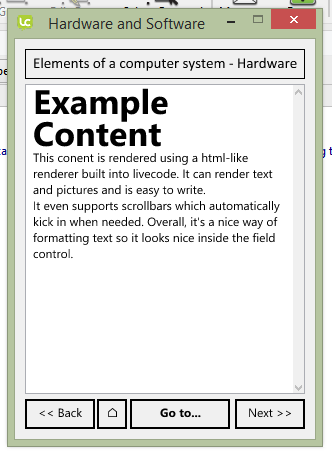 Hardware and Software
Elements of a computer system - Hardware
Example
Content
This conent is rendered using a html-like
renderer built into livecode. It can render text
and pictures and is easy to write.
It even supports scrollbars which automatically
kick in when needed. Overall, it's a nice way of
formatting text so it looks nice inside the field
control.
<< Back
Go to...
Next >>